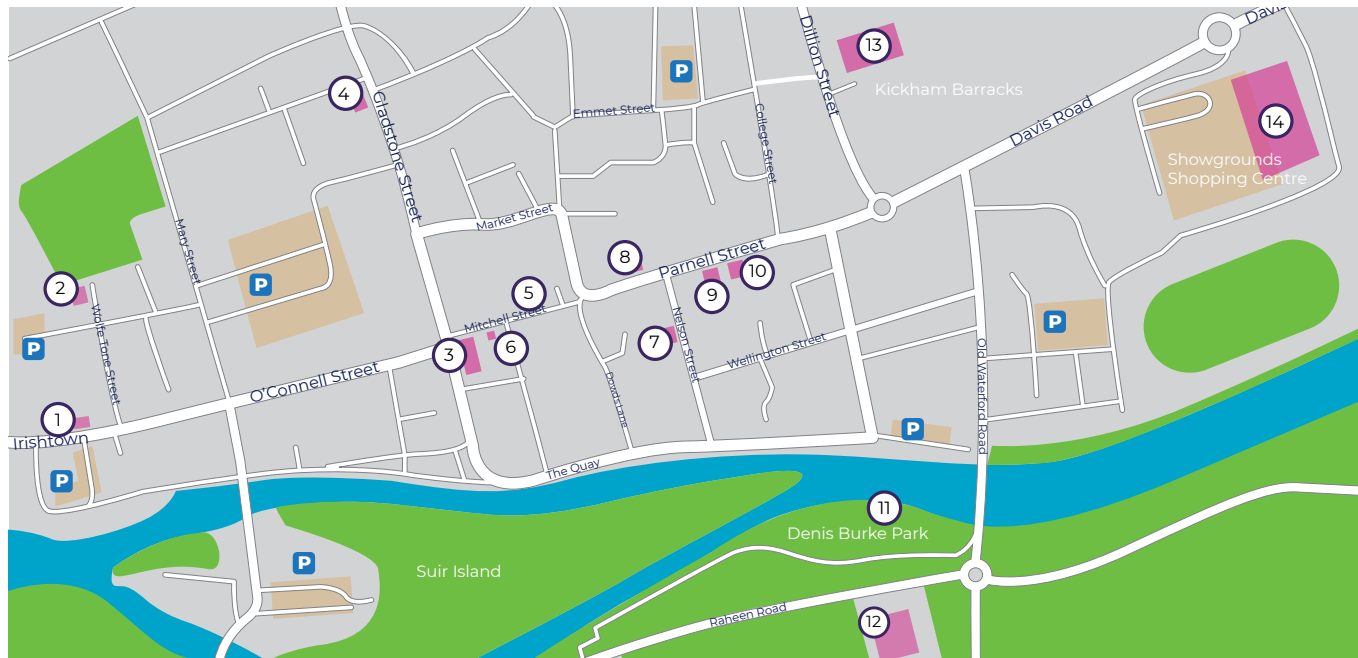 Davis
Dillion Street
13
P
4
Kickham Barracks
Gladstone Street
Emmet Street
College Street
Davis Road
14
Showgrounds
Shopping Centre
Market Street
Mary Street
8
Parnell Street
10
2
P
5
9
Wolfe Tone Street
Mitchell Street
Nelson Street
P
P
3
6
7
Wellington Street
Old Waterford Road
O'Connell Street
Dowds Lane
1
Irishtown
P
P
The Quay
11
Denis Burke Park
P
Suir Island
Raheen Road
12